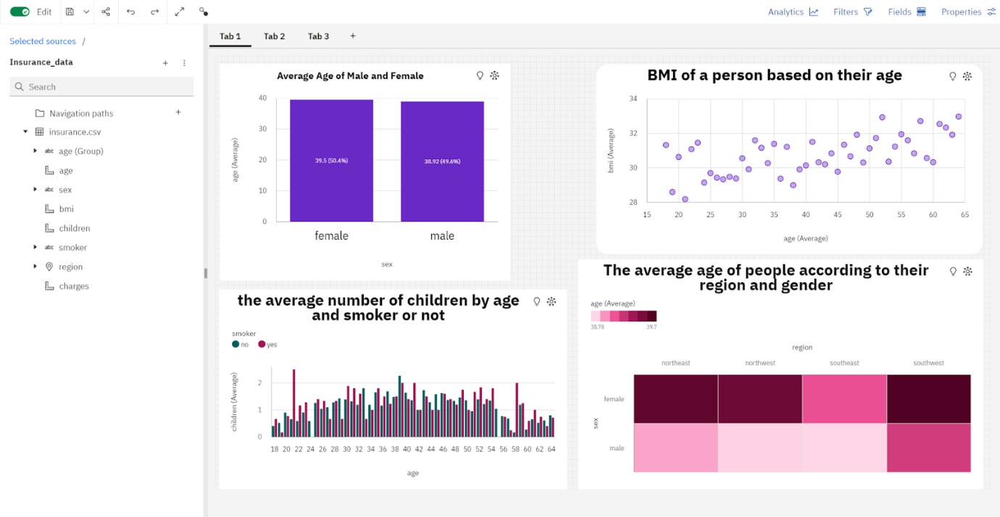 Edit
Analytics
Filters
Fields
Properties
Selected sources /
Insurance_data
Search
Navigation paths
insurance.csv
abc age (Group)
age
abc sex
bmi
children
abc smoker
region
charges
Tab 1 Tab 2 Tab 3 +
Average Age of Male and Female
age (Average)
40
30
20
10
0
39.5 (50.4%)
38.92 (49.6%)
female male
sex
BMI of a person based on their age
bmi (Average)
34
32
30
28
15 20 25 30 35 40 45 50 55 60 65
age (Average)
the average number of children by age
and smoker or not
smoker
no yes
children (Average)
2
1
0
18 20 22 24 26 28 30 32 34 36 38 40 42 44 46 48 50 52 54 56 58 60 62 64
age
The average age of people according to their
region and gender
age (Average)
38.78 39.7
region
northeast northwest southeast southwest
sex
female
male